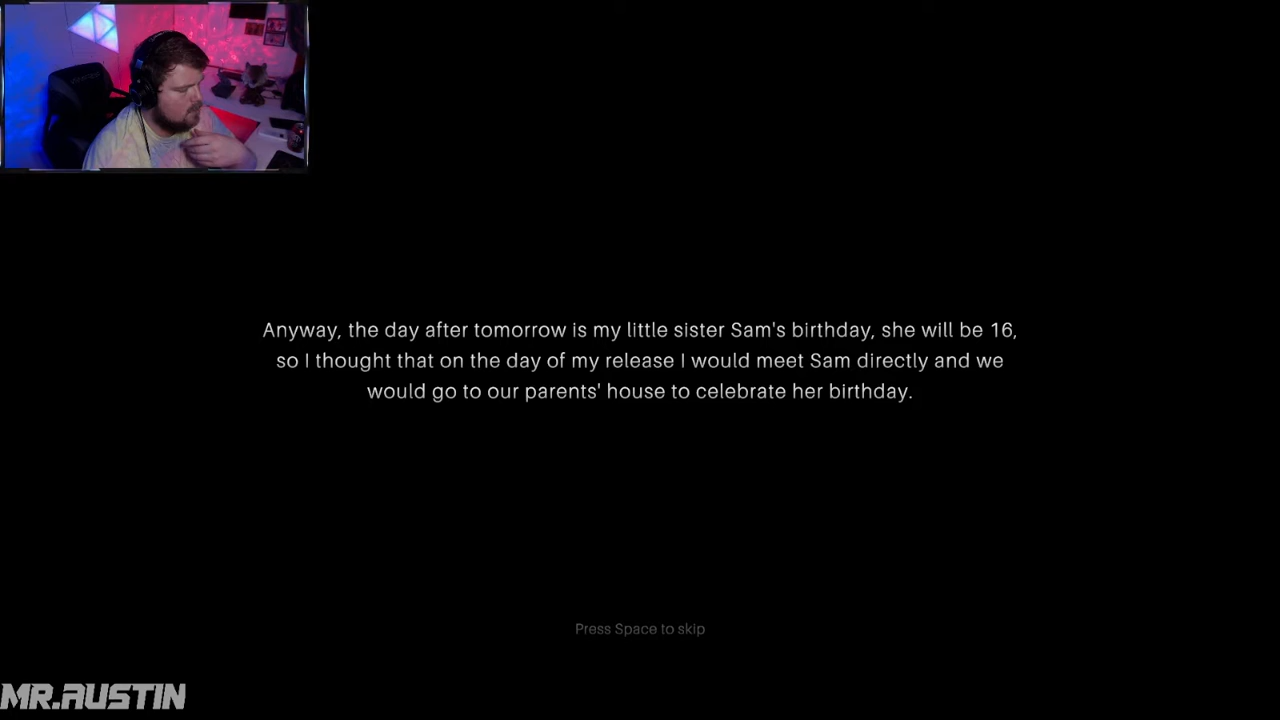 Anyway, the day after tomorrow is my little sister Sam's birthday, she will be 16,
so I thought that on the day of my release I would meet Sam directly and we
would go to our parents' house to celebrate her birthday.
Press Space to skip
MR.AUSTIN